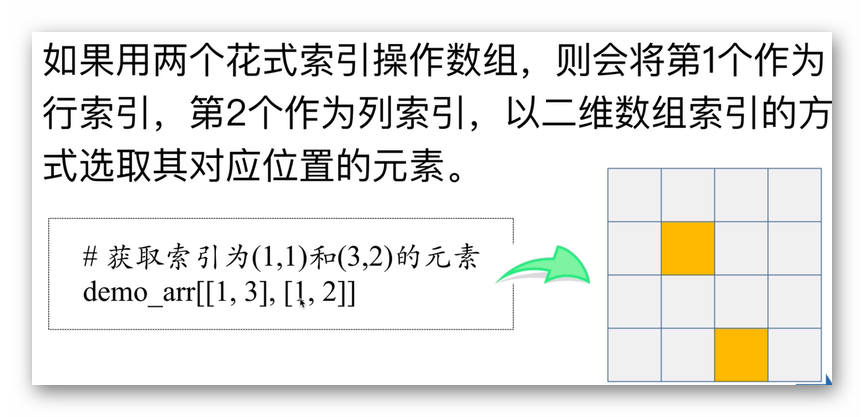 如果用两个花式索引操作数组，则会将第1个作为
行索引，第2个作为列索引，以二维数组索引的方
式选取其对应位置的元素。
# 获取索引为(1,1)和(3,2)的元素
demo_arr[[1, 3], [1, 2]]